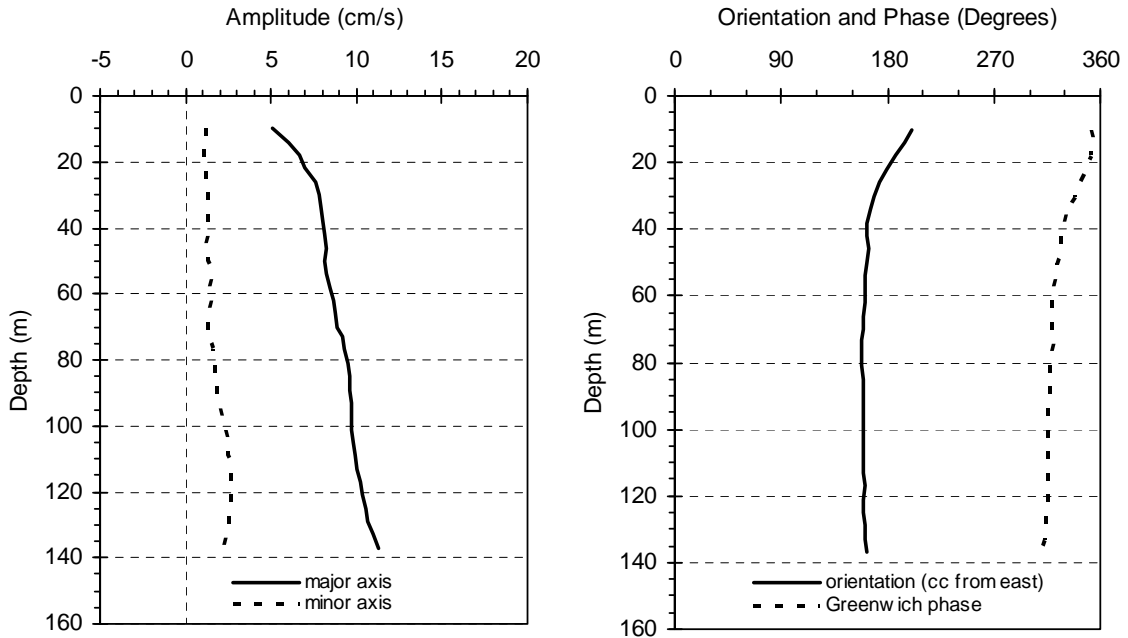 Amplitude (cm/s)
-5 0 5 10 15 20
0
20
40
60
80
100
120
140
160
Depth (m)
major axis
minor axis
Orientation and Phase (Degrees)
0 90 180 270 360
0
20
40
60
80
100
120
140
160
Depth (m)
orientation (cc from east)
Greenwich phase